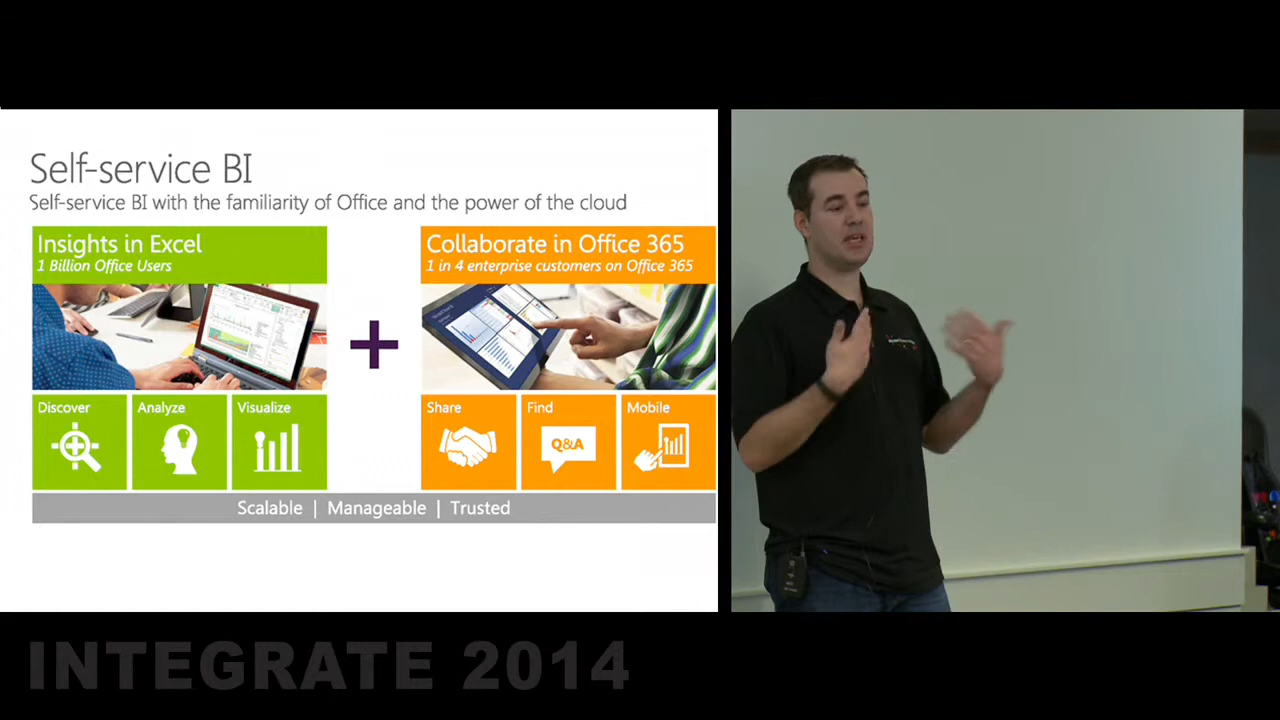 Self-service BI
Self-service BI with the familiarity of Office and the power of the cloud
Insights in Excel
1 Billion Office Users
Collaborate in Office 365
1 in 4 enterprise customers on Office 365
Discover
Analyze
Visualize
Share
Find
Mobile
Q&A
Scalable | Manageable | Trusted
INTEGRATE 2014